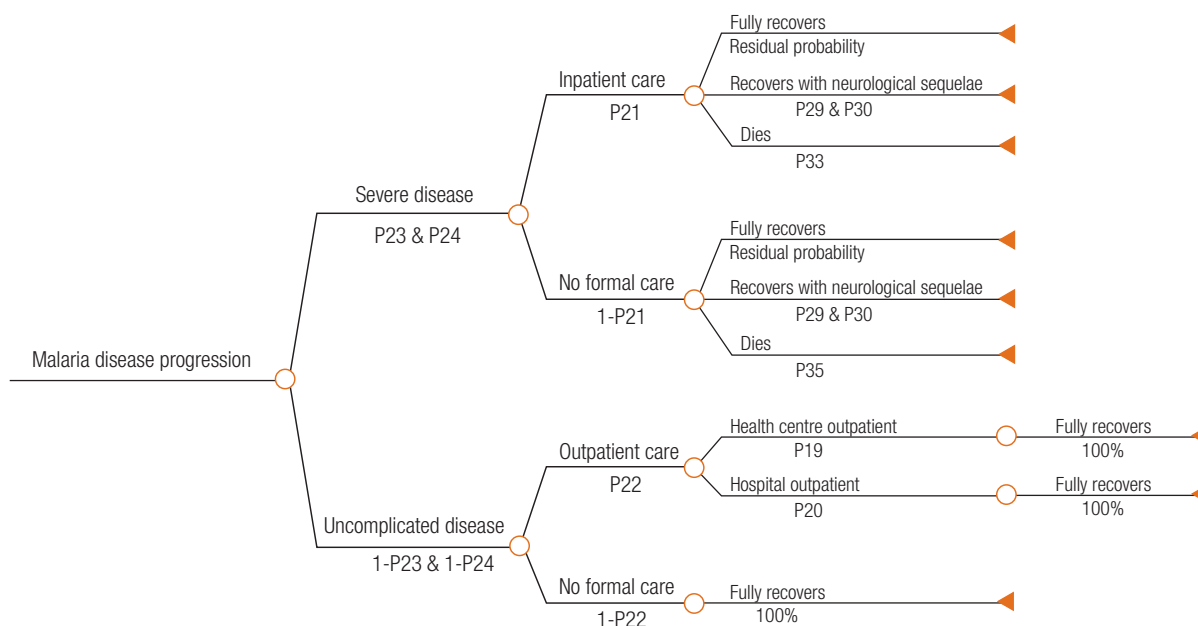 Fully recovers
Residual probability
Inpatient care
P21
Recovers with neurological sequelae
P29 & P30
Dies
P33
Severe disease
P23 & P24
Fully recovers
Residual probability
No formal care
1-P21
Recovers with neurological sequelae
P29 & P30
Dies
P35
Malaria disease progression
Health centre outpatient
P19
Fully recovers
100%
Outpatient care
P22
Hospital outpatient
P20
Fully recovers
100%
Uncomplicated disease
1-P23 & 1-P24
No formal care
1-P22
Fully recovers
100%